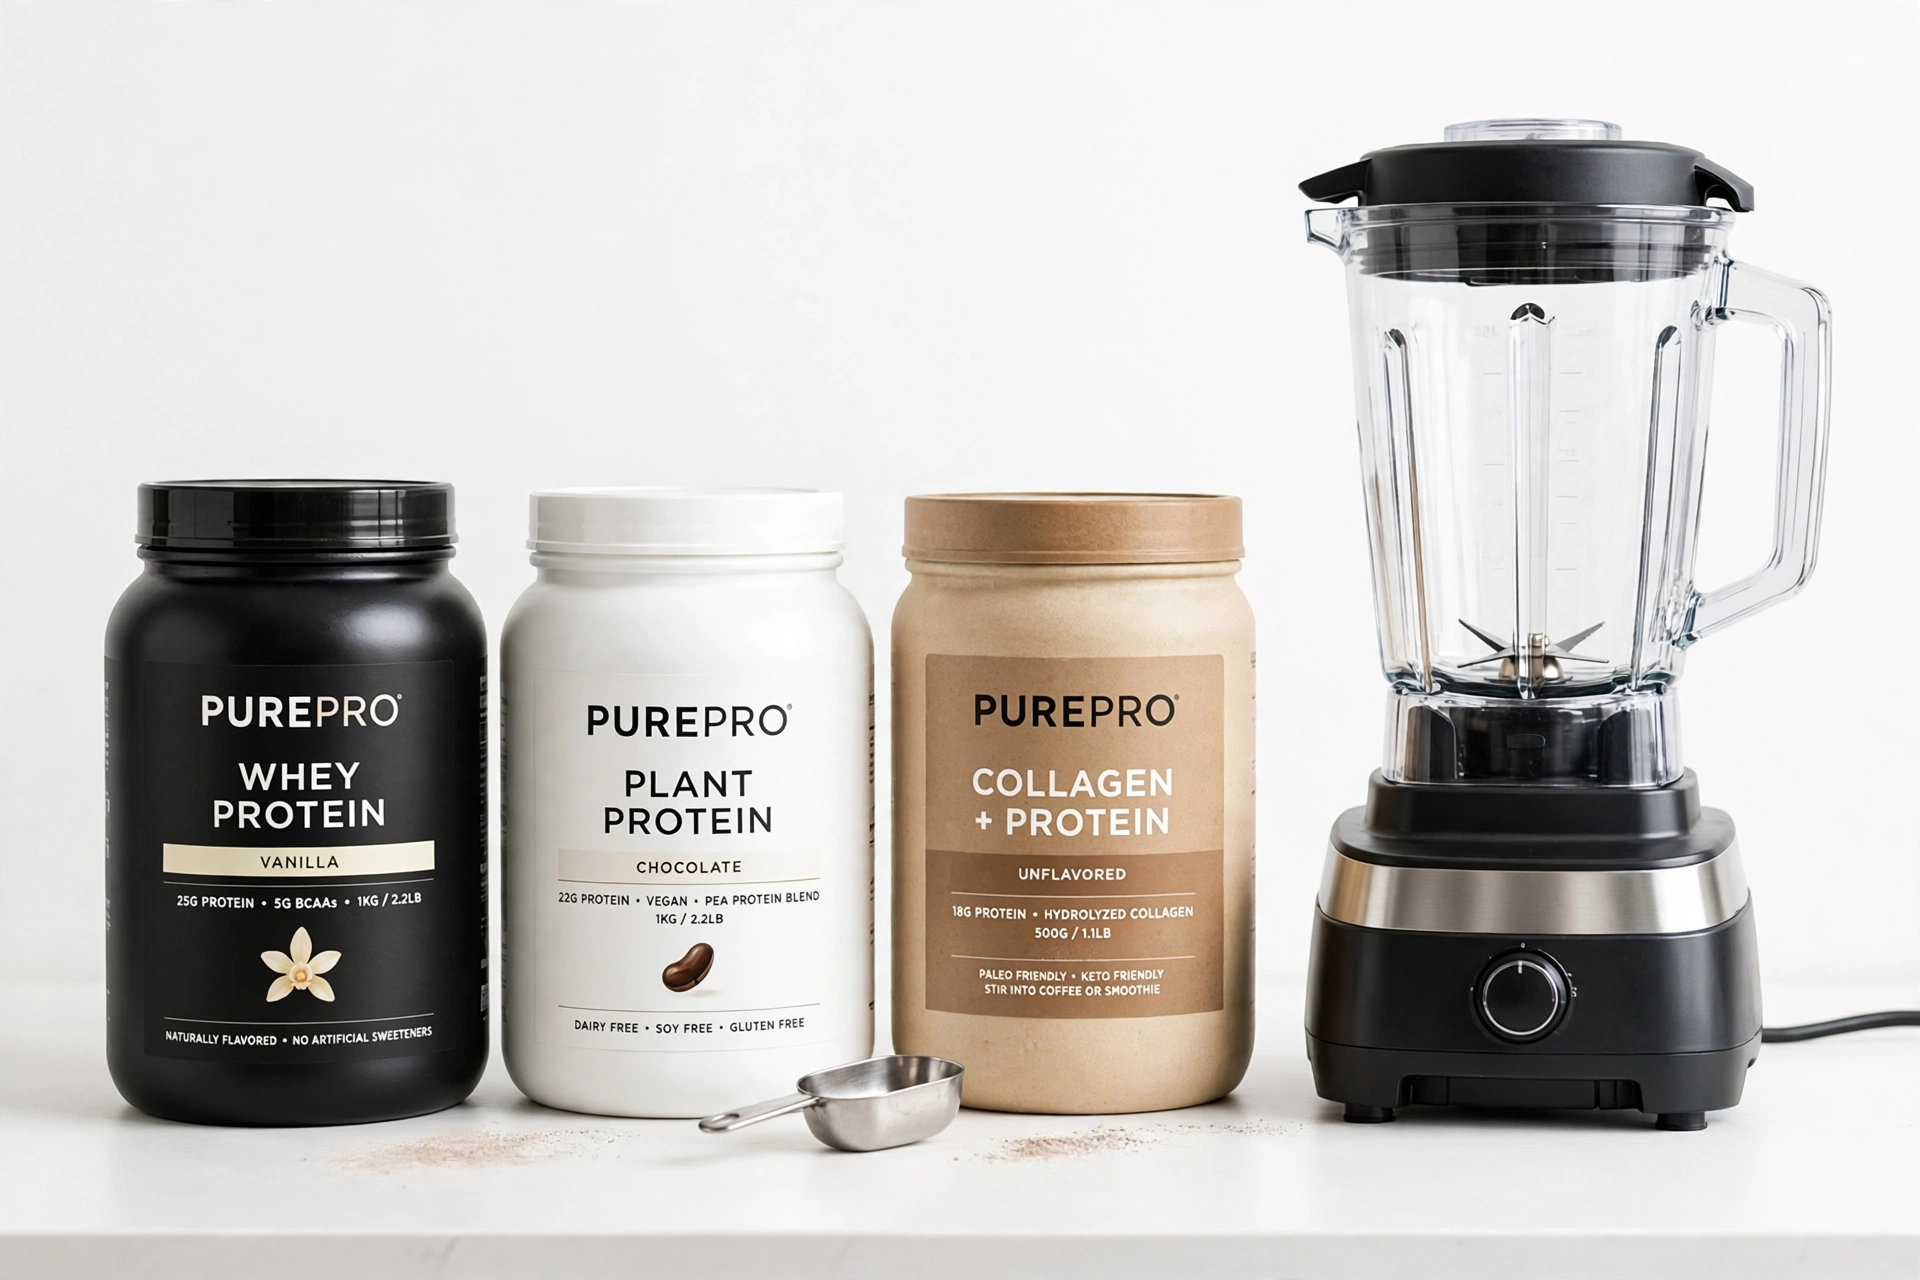 PUREPRO®
WHEY
PROTEIN
VANILLA
25G PROTEIN • 5G BCAAs • 1KG / 2.2LB
NATURALLY FLAVORED • NO ARTIFICIAL SWEETENERS
PUREPRO®
PLANT
PROTEIN
CHOCOLATE
22G PROTEIN • VEGAN • PEA PROTEIN BLEND
1KG / 2.2LB
DAIRY FREE • SOY FREE • GLUTEN FREE
PUREPRO®
COLLAGEN
+ PROTEIN
UNFLAVORED
18G PROTEIN • HYDROLYZED COLLAGEN
500G / 1.1LB
PALEO FRIENDLY • KETO FRIENDLY
STIR INTO COFFEE OR SMOOTHIE